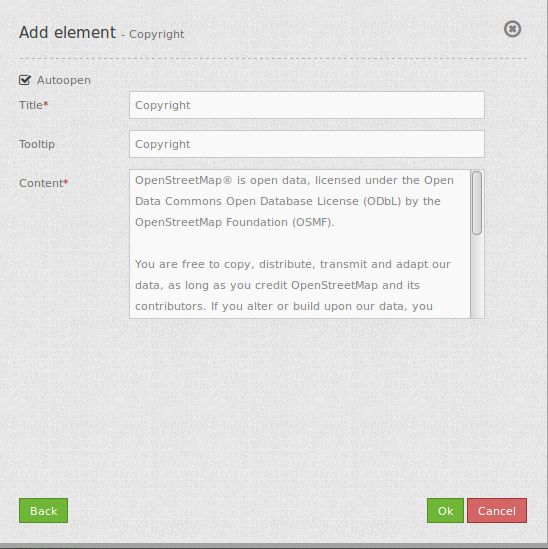 Add element - Copyright
Autoopen
Title*
Copyright
Tooltip
Copyright
Content*
OpenStreetMap® is open data, licensed under the Open
Data Commons Open Database License (ODbL) by the
OpenStreetMap Foundation (OSMF).
You are free to copy, distribute, transmit and adapt our
data, as long as you credit OpenStreetMap and its
contributors. If you alter or build upon our data, you
Back
Ok
Cancel